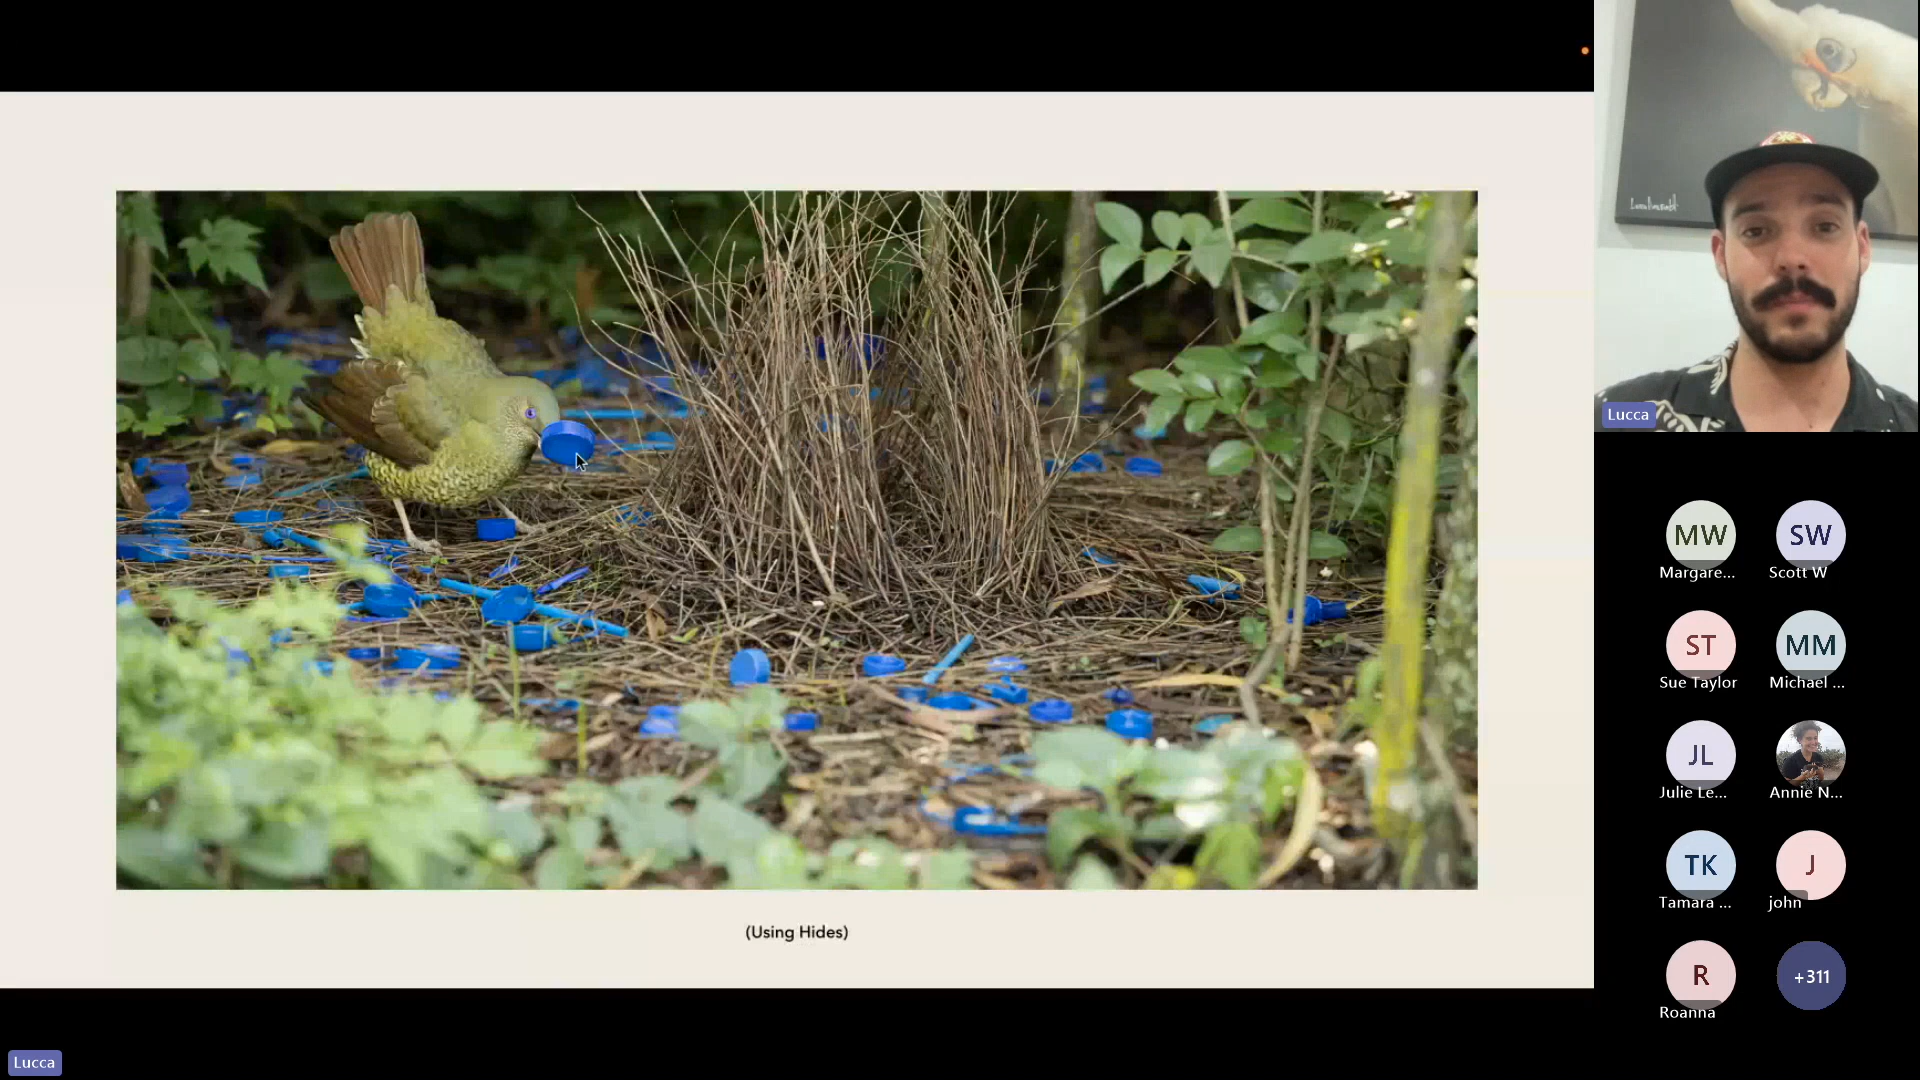 (Using Hides)
Lucca
Lucca
MW
Margare...
SW
Scott W
ST
Sue Taylor
MM
Michael ...
JL
Julie Le...
Annie N...
TK
Tamara ...
J
john
R
Roanna
+311